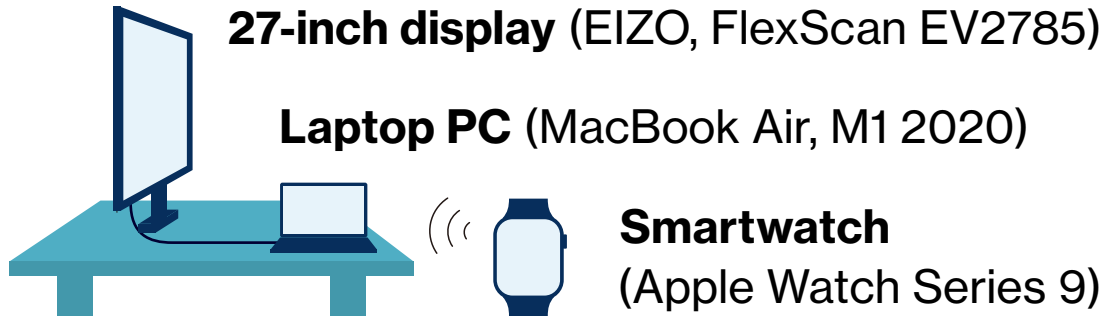 27-inch display (EIZO, FlexScan EV2785)
Laptop PC (MacBook Air, M1 2020)
Smartwatch
(Apple Watch Series 9)